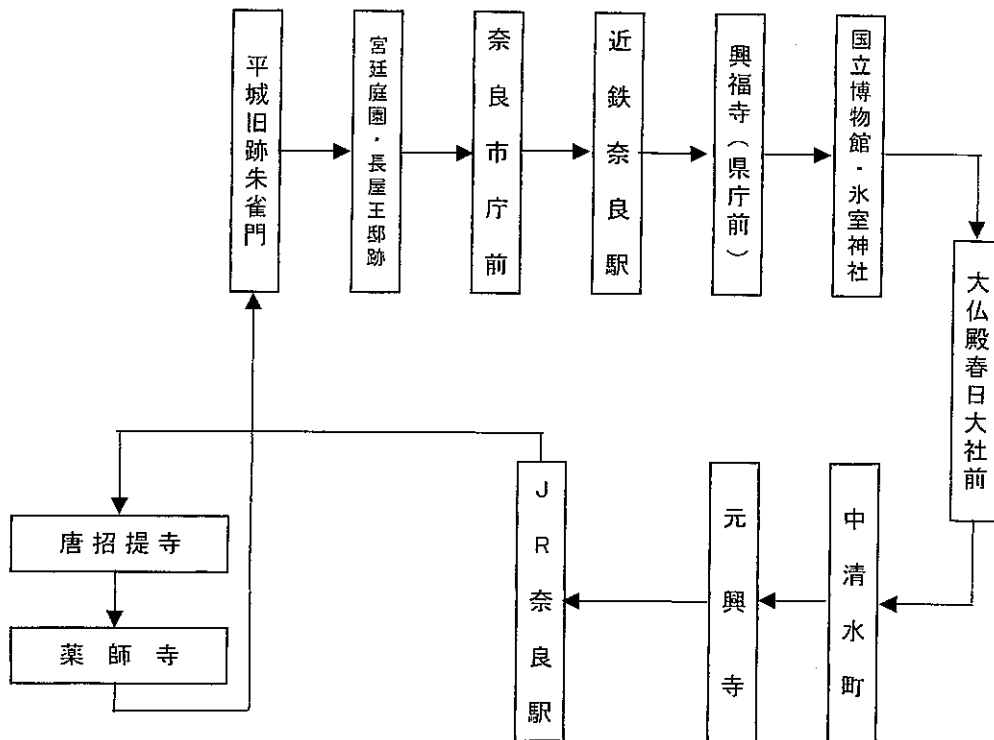 平城旧跡朱雀門
宮廷庭園・長屋王邸跡
奈良市庁前
近鉄奈良駅
興福寺（県庁前）
国立博物館・氷室神社
大仏殿春日大社前
中清水町
元興寺
JR奈良駅
唐招提寺
薬師寺